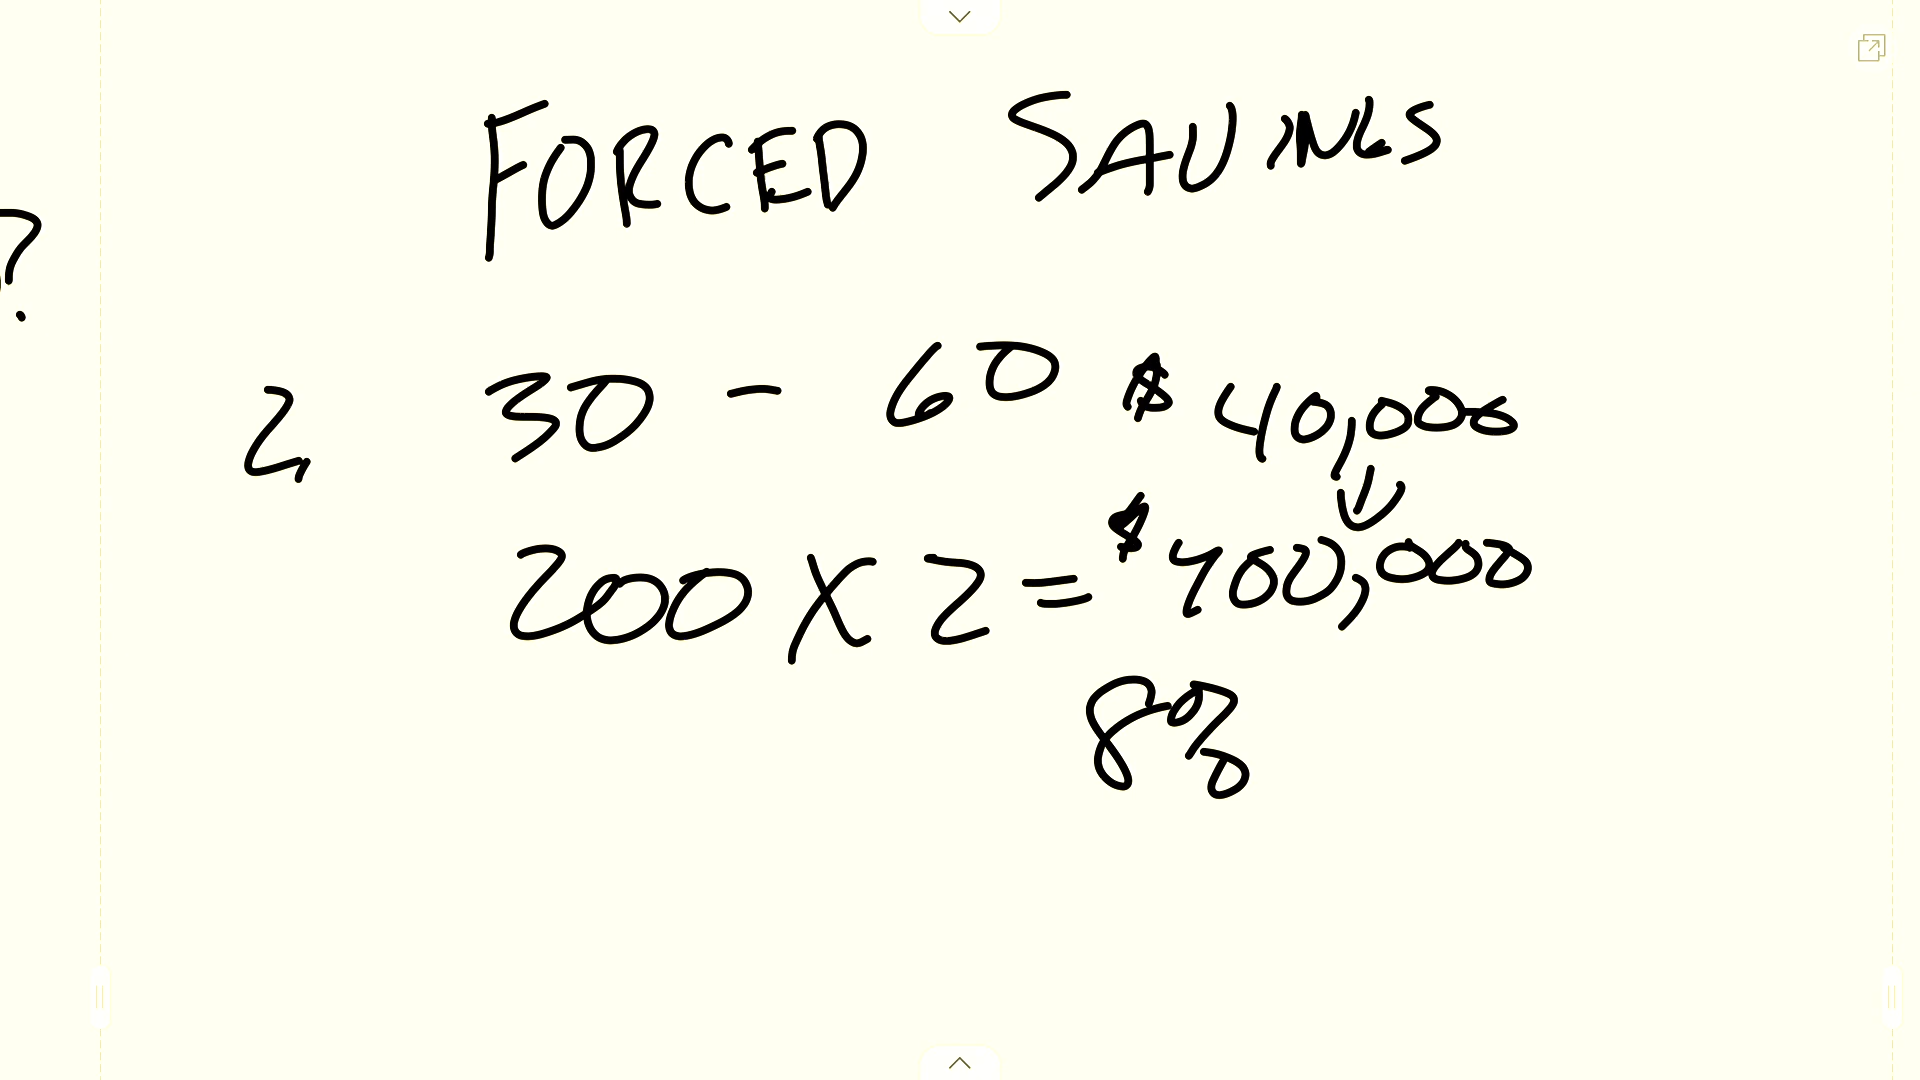 FORCED SAVINGS
?
2, 30 - 60 $40,000
200 X 2 = $400,000
8%